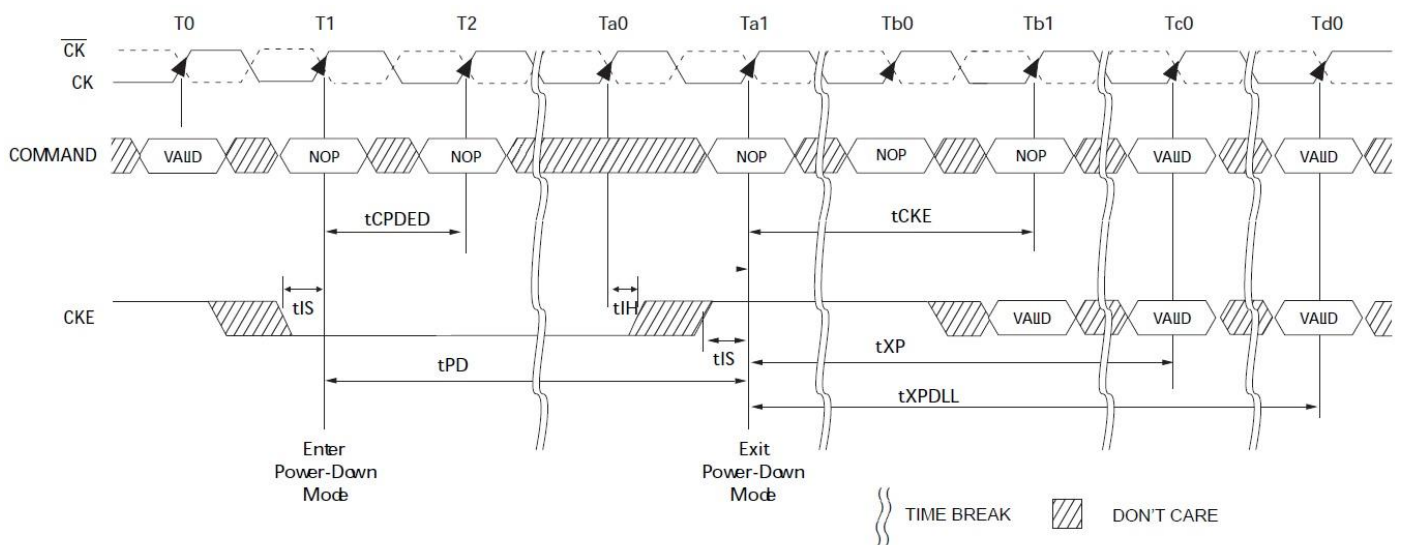 T0 T1 T2 Ta0 Ta1 Tb0 Tb1 Tc0 Td0
CK
CK
COMMAND VALID NOP NOP NOP NOP NOP VALID VALID
tCPDED tCKE
tIS tIH
CKE VALID VALID VALID
tIS tXP
tPD
tXPDLL
Enter
Power-Down
Mode
Exit
Power-Down
Mode
TIME BREAK DON'T CARE